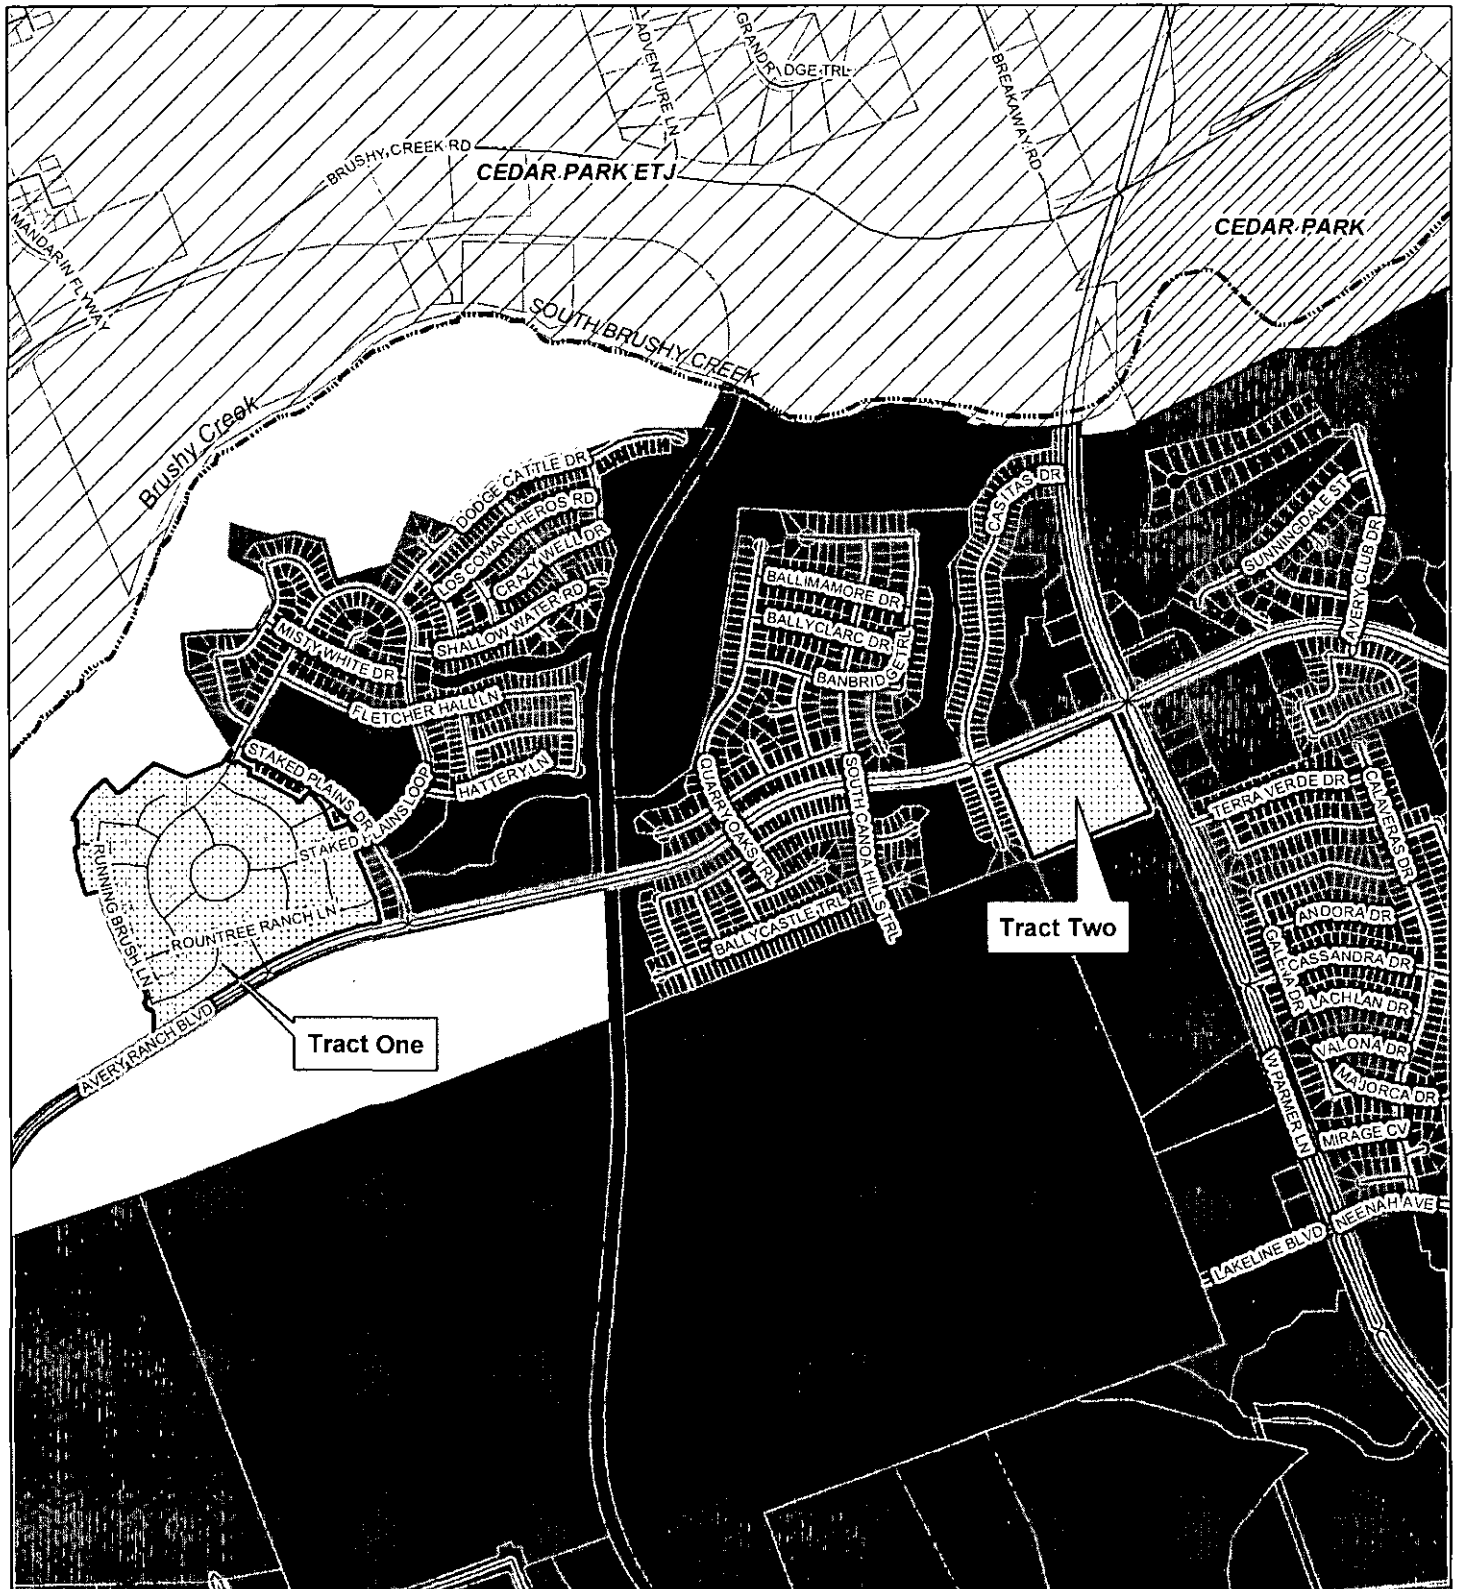 ADVENTURE LN
GRANDR DGE TRL
BREAKAWAY RD
BRUSHY CREEK RD
CEDAR PARK ETJ
CEDAR PARK
MANDARIN FLYWAY
SOUTH BRUSHY CREEK
Brushy Creek
DODGE CATTLE DR
LOS COMANCHEROS RD
CRAZY WELL DR
SHALLOW WATER RD
MISTY WHITE DR
FLETCHER HALL LN
HATTERY LN
STAKED PLAINS DR
STAKED PLAINS LOOP
RUNNING BRUSH LN
ROUNTREE RANCH LN
AVERY RANCH BLVD
Tract One
CASITAS DR
BALLIMAMORE DR
BALLYCLARC DR
BANBRIDGE TRL
QUARRY OAKS TRL
SOUTH CANOA HILLS TRL
BALLYCASTLE TRL
Tract Two
SUNNINGDALE ST
AVERY CLUB DR
TERRA VERDE DR
CALAVERAS DR
ANDORA DR
CASSANDRA DR
GALENA DR
LACHLAN DR
VALONA DR
MAJORCA DR
MIRAGE CV
W PARMER LN
NEENAH AVE
LAKELINE BLVD